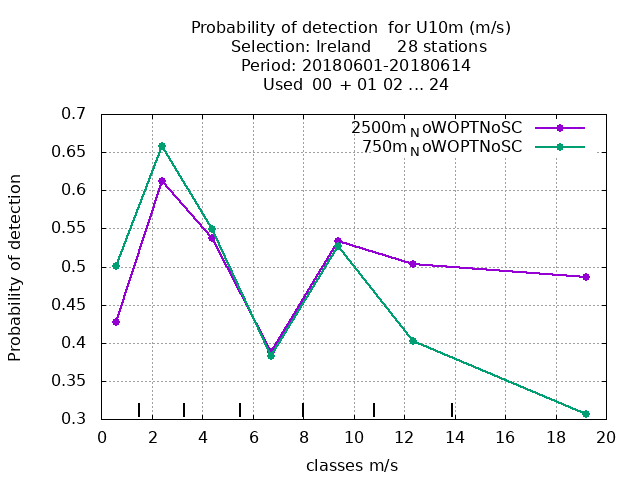 Probability of detection for U10m (m/s)
Selection: Ireland 28 stations
Period: 20180601-20180614
Used 00 + 01 02 ... 24
2500m_NoWOPTNoSC
750m_NoWOPTNoSC
Probability of detection
0.7
0.65
0.6
0.55
0.5
0.45
0.4
0.35
0.3
0 2 4 6 8 10 12 14 16 18 20
classes m/s